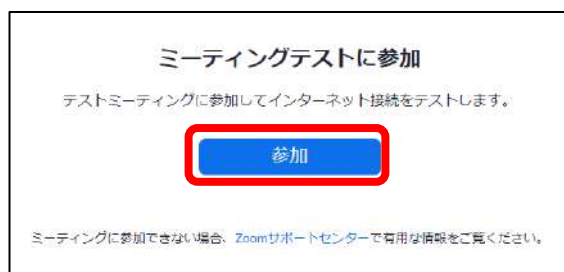 ミーティングテストに参加
テストミーティングに参加してインターネット接続をテストします。
参加
ミーティングに参加できない場合、Zoomサポートセンターで有用な情報をご覧ください。